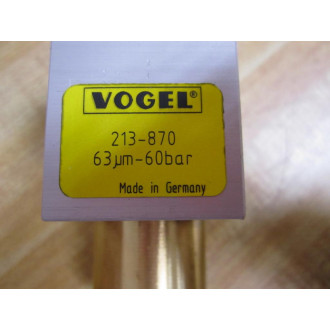 VOGEL®
213-870
63µm-60bar
Made in Germany